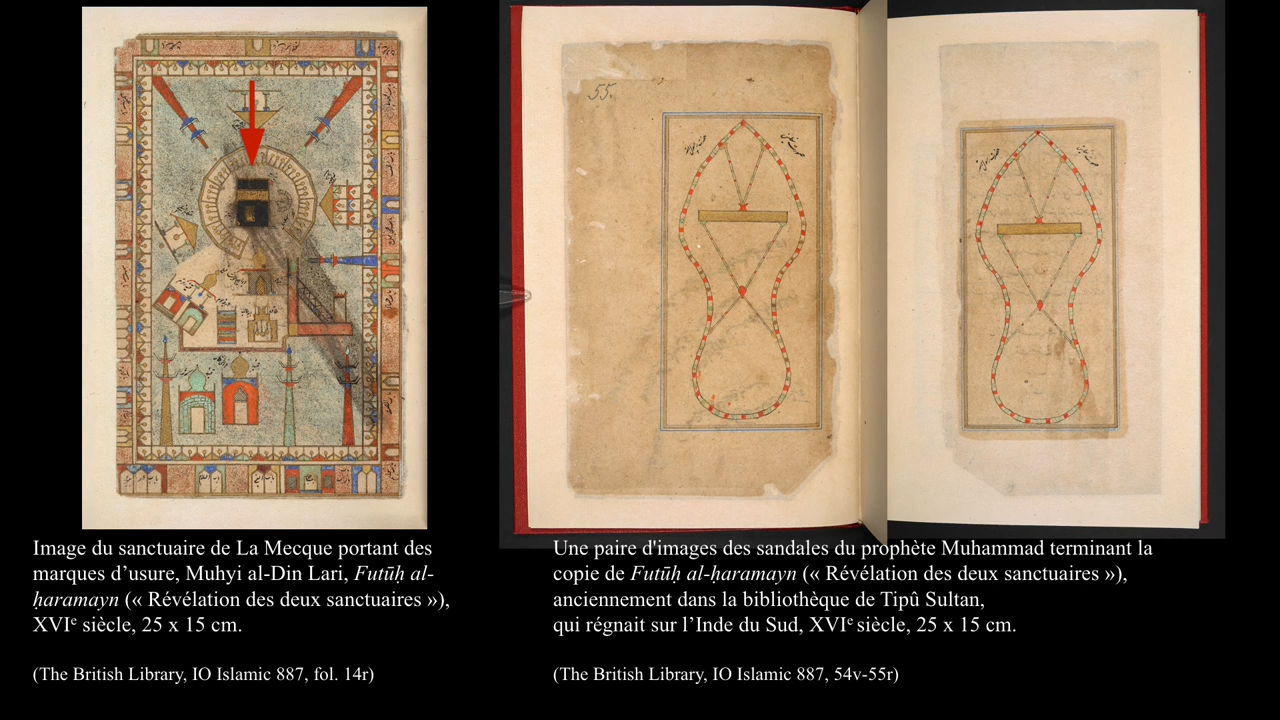 55.
Image du sanctuaire de La Mecque portant des
marques d’usure, Muhyi al-Din Lari, Futūḥ al-
ḥaramayn (« Révélation des deux sanctuaires »),
XVIᵉ siècle, 25 x 15 cm.
(The British Library, IO Islamic 887, fol. 14r)
Une paire d'images des sandales du prophète Muhammad terminant la
copie de Futūḥ al-ḥaramayn (« Révélation des deux sanctuaires »),
anciennement dans la bibliothèque de Tipû Sultan,
qui régnait sur l’Inde du Sud, XVIᵉ siècle, 25 x 15 cm.
(The British Library, IO Islamic 887, 54v-55r)